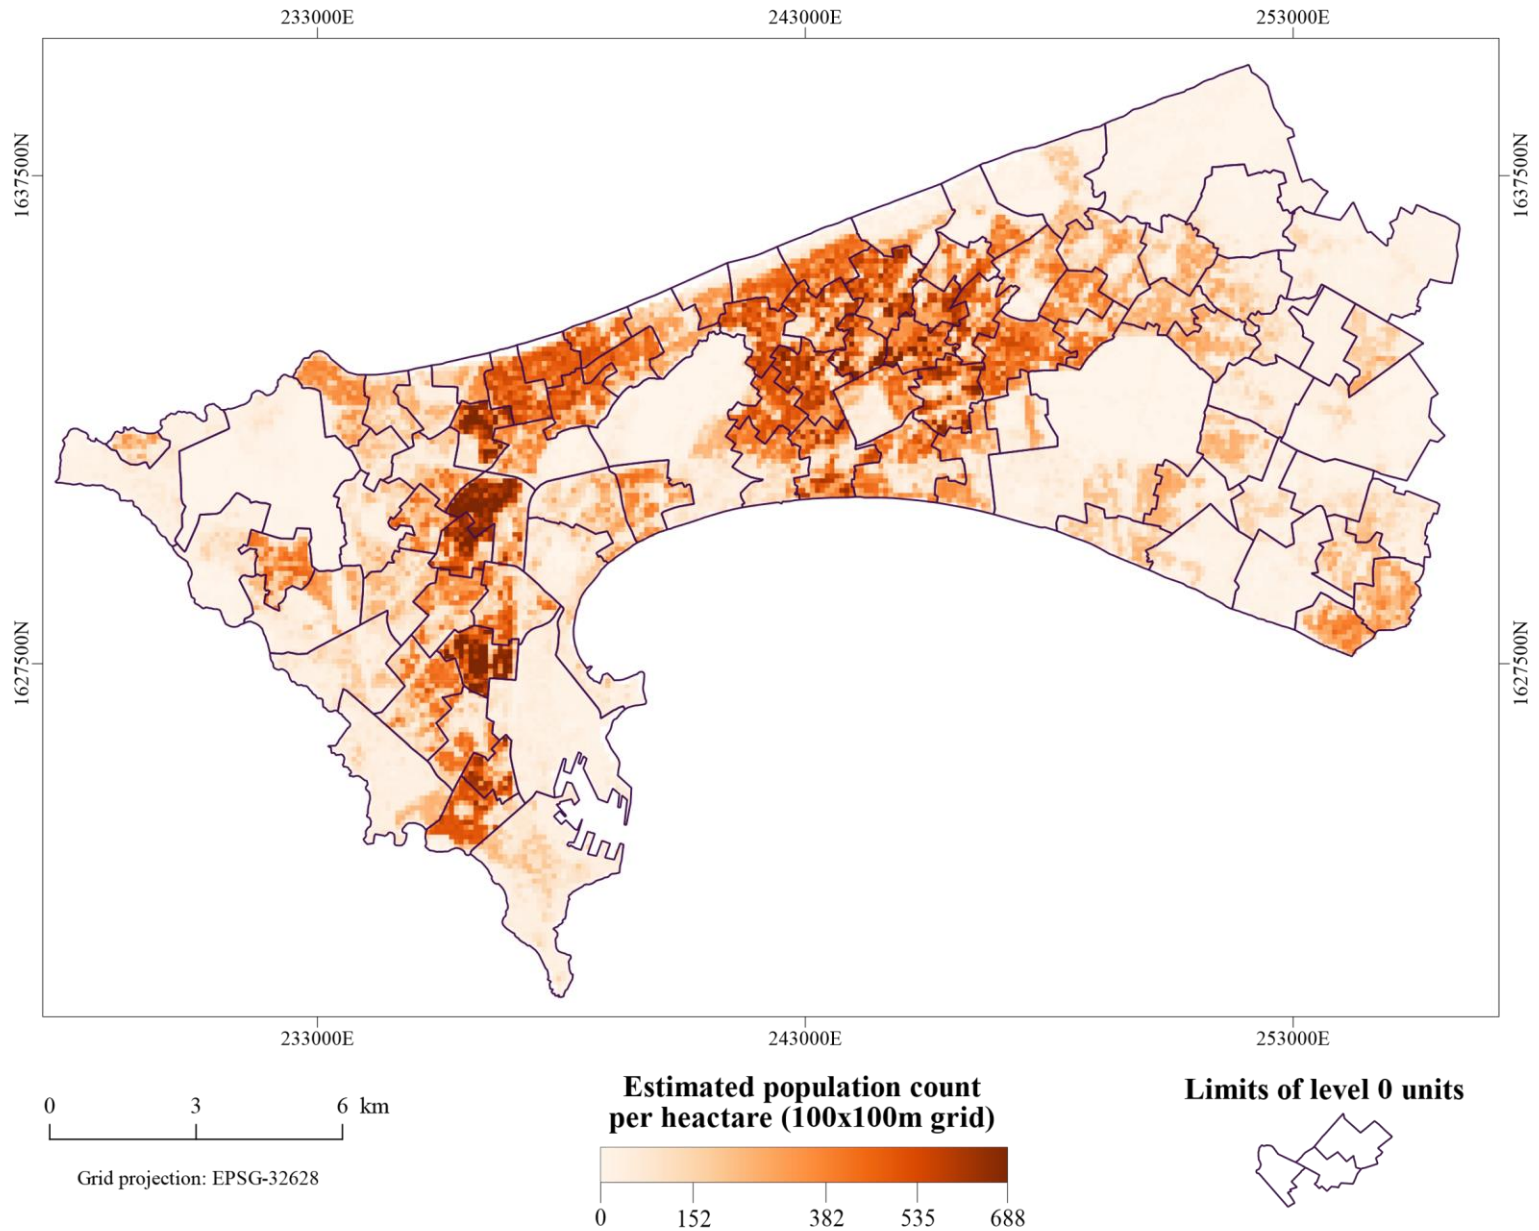 233000E
243000E
253000E
1637500N
1637500N
1627500N
1627500N
233000E
243000E
253000E
0 3 6 km
Grid projection: EPSG-32628
Estimated population count
per heactare (100x100m grid)
0 152 382 535 688
Limits of level 0 units